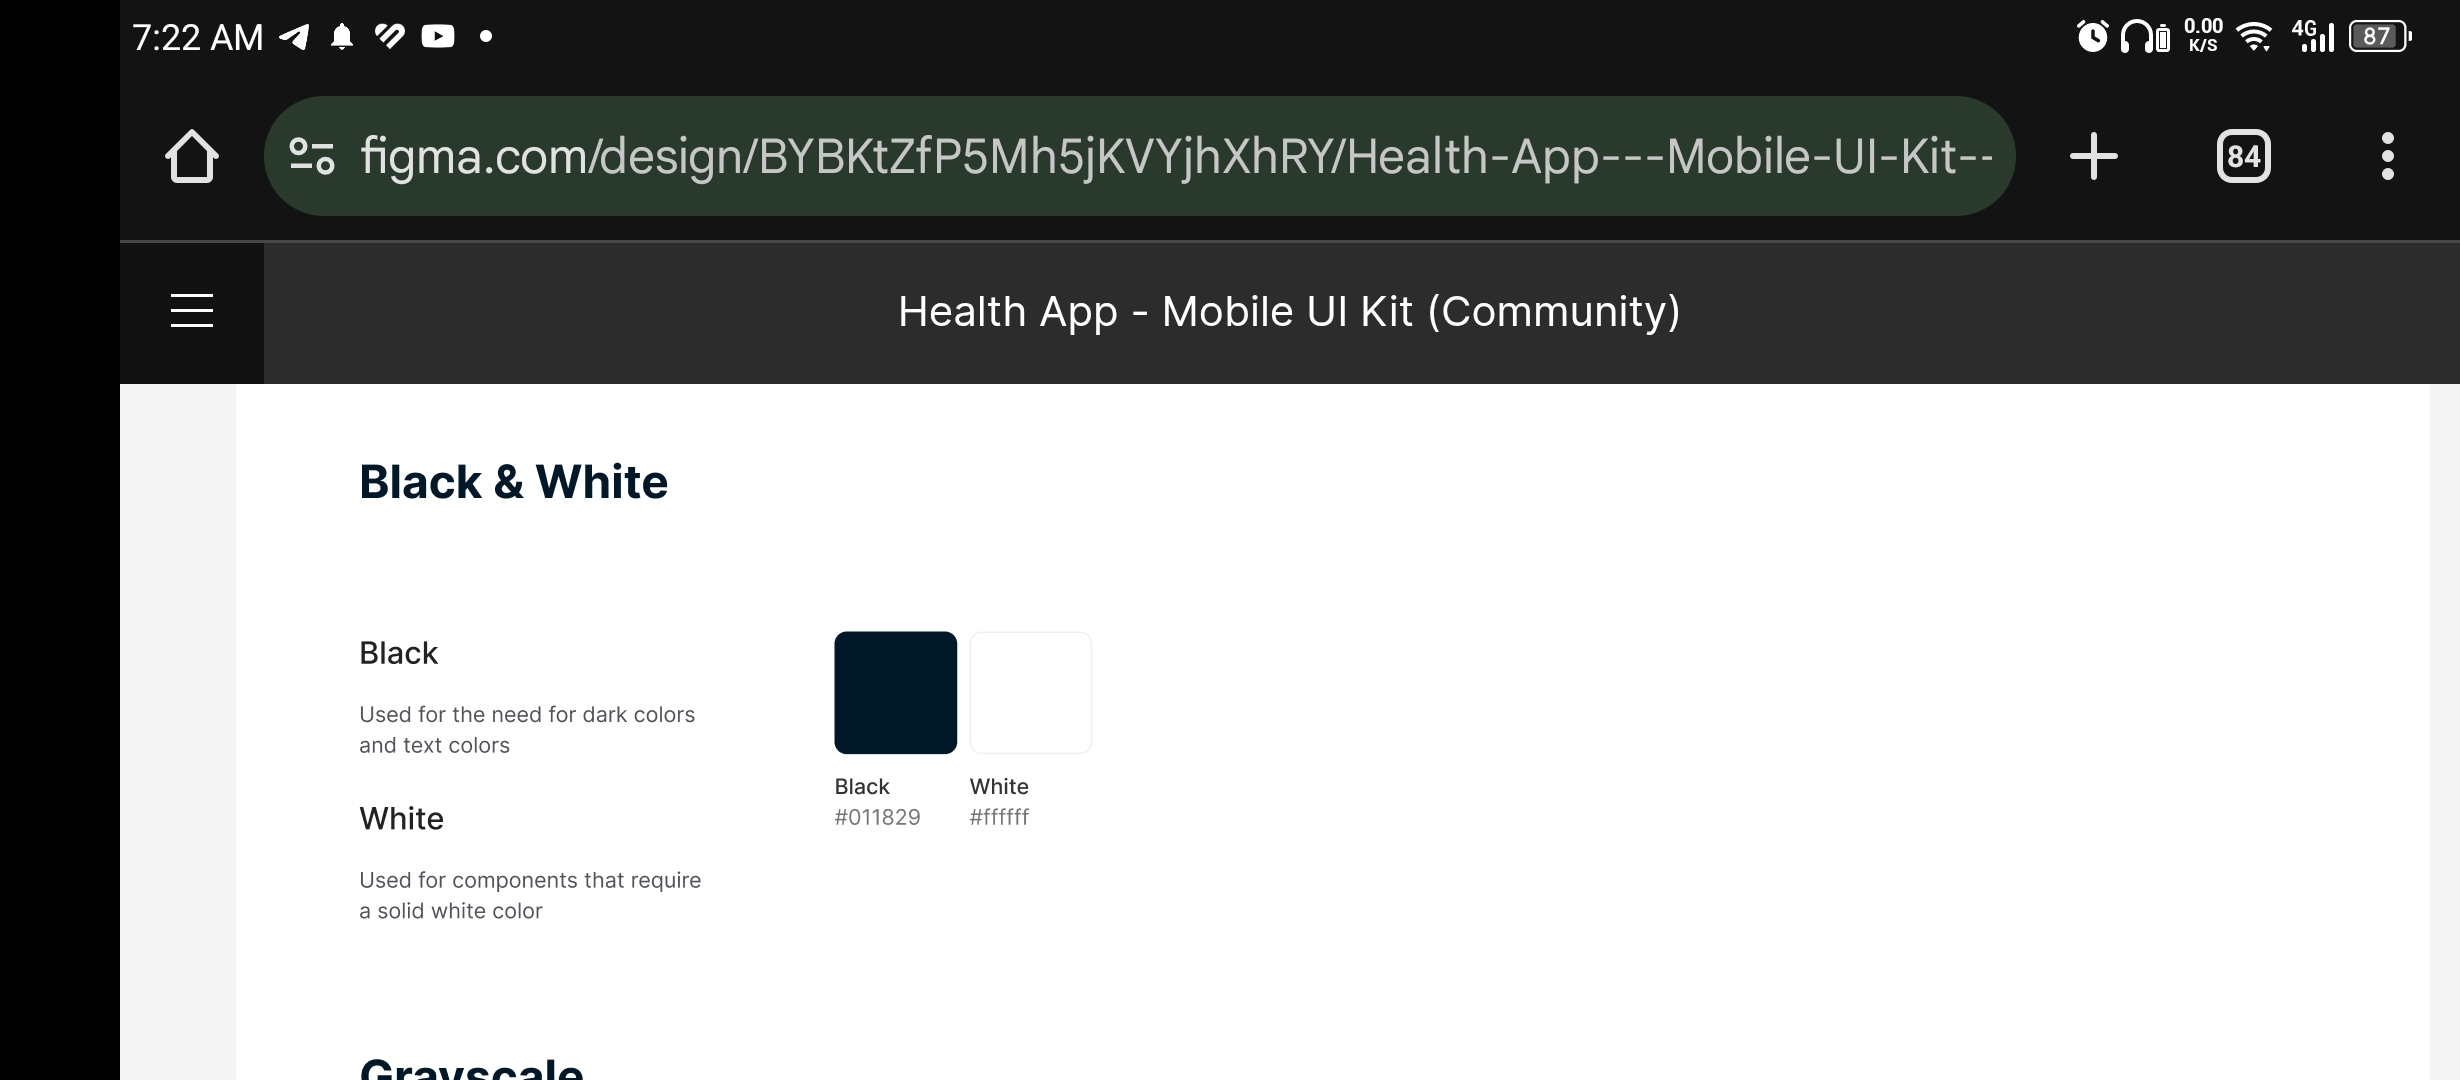 7:22 AM
0.00
K/S
4G
87
figma.com/design/BYBKtZfP5Mh5jKVYjhXhRY/Health-App---Mobile-UI-Kit--
84
Health App - Mobile UI Kit (Community)
Black & White
Black
Used for the need for dark colors
and text colors
White
Used for components that require
a solid white color
Black
#011829
White
#ffffff
Grayscale